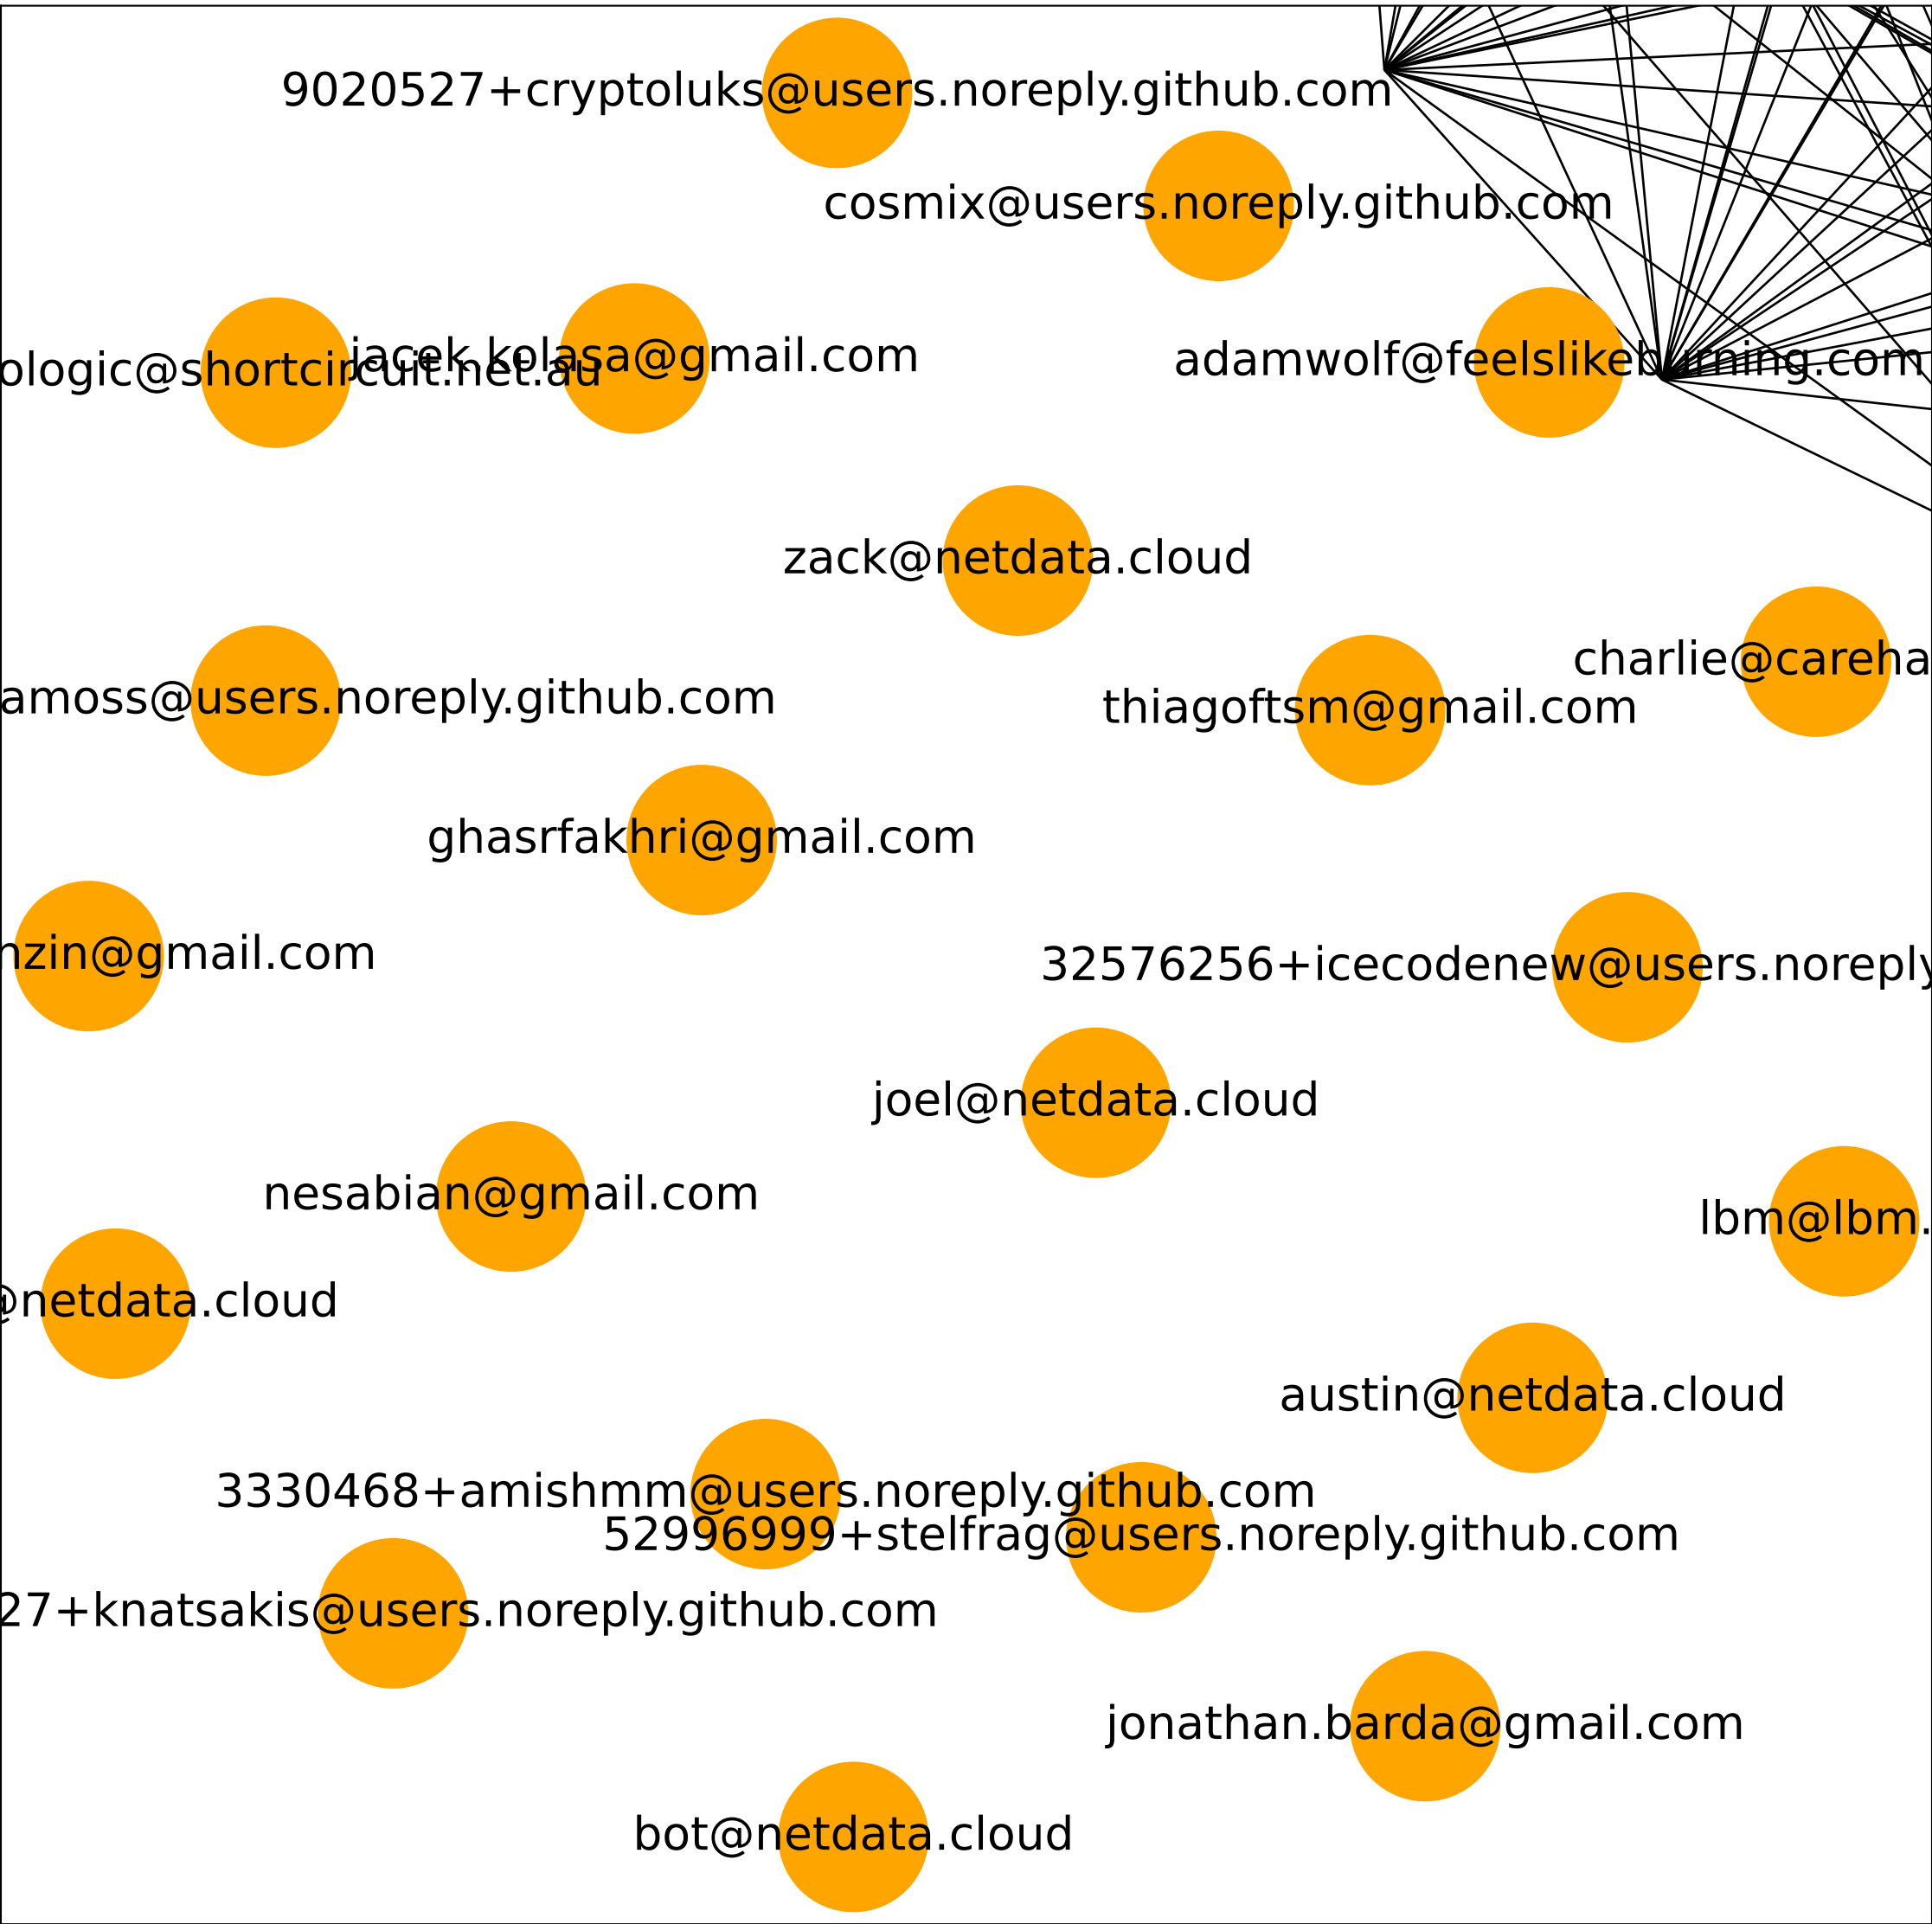 9020527+cryptoluks@users.noreply.github.com
cosmix@users.noreply.github.com
jacek.kolasa@gmail.com
adamwolf@feelslikeburning.com
ologic@shortcircuit.net.au
zack@netdata.cloud
charlie@careha
amoss@users.noreply.github.com
thiagoftsm@gmail.com
ghasrfakhri@gmail.com
nzin@gmail.com
32576256+icecodenew@users.noreply
joel@netdata.cloud
nesabian@gmail.com
lbm@lbm.
@netdata.cloud
austin@netdata.cloud
3330468+amishmm@users.noreply.github.com
52996999+stelfrag@users.noreply.github.com
27+knatsakis@users.noreply.github.com
jonathan.barda@gmail.com
bot@netdata.cloud